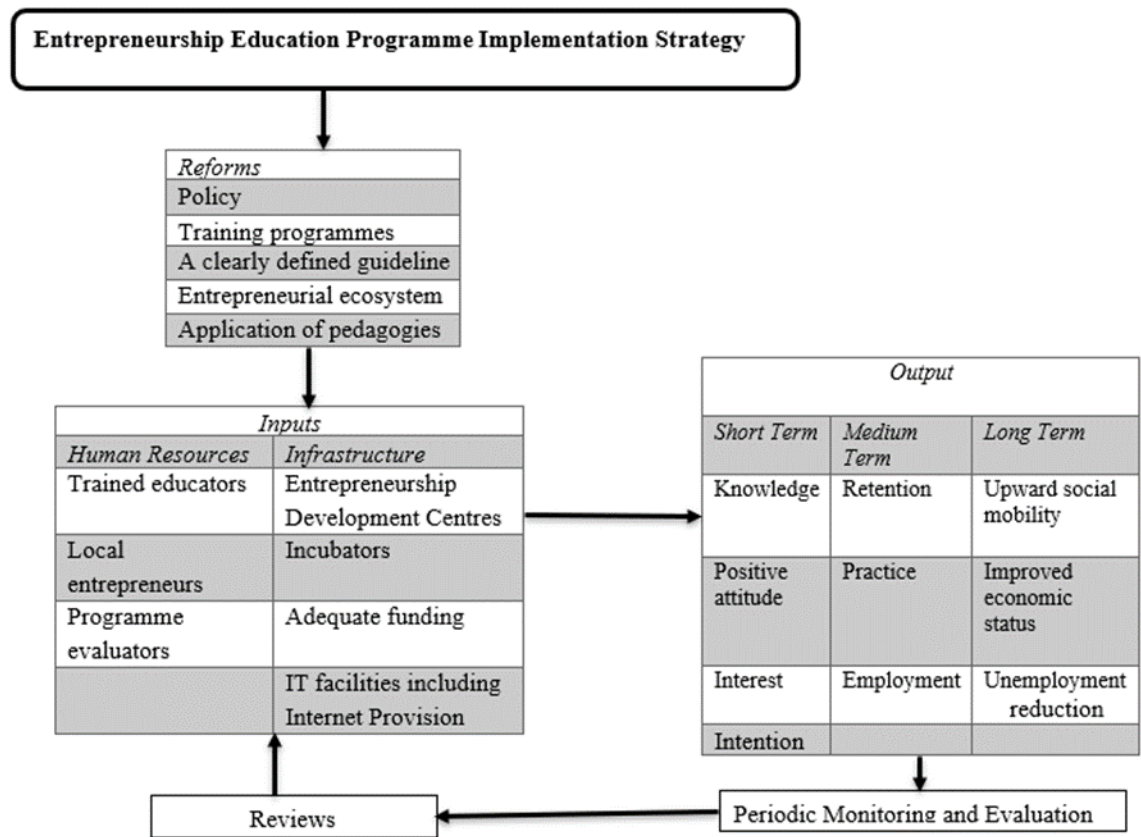 Entrepreneurship Education Programme Implementation Strategy
Reforms
Policy
Training programmes
A clearly defined guideline
Entrepreneurial ecosystem
Application of pedagogies
Inputs
Human Resources
Infrastructure
Trained educators
Entrepreneurship
Development Centres
Local
entrepreneurs
Incubators
Programme
evaluators
Adequate funding
IT facilities including
Internet Provision
Output
Short Term
Medium
Term
Long Term
Knowledge
Retention
Upward social
mobility
Positive
attitude
Practice
Improved
economic
status
Interest
Employment
Unemployment
reduction
Intention
Periodic Monitoring and Evaluation
Reviews